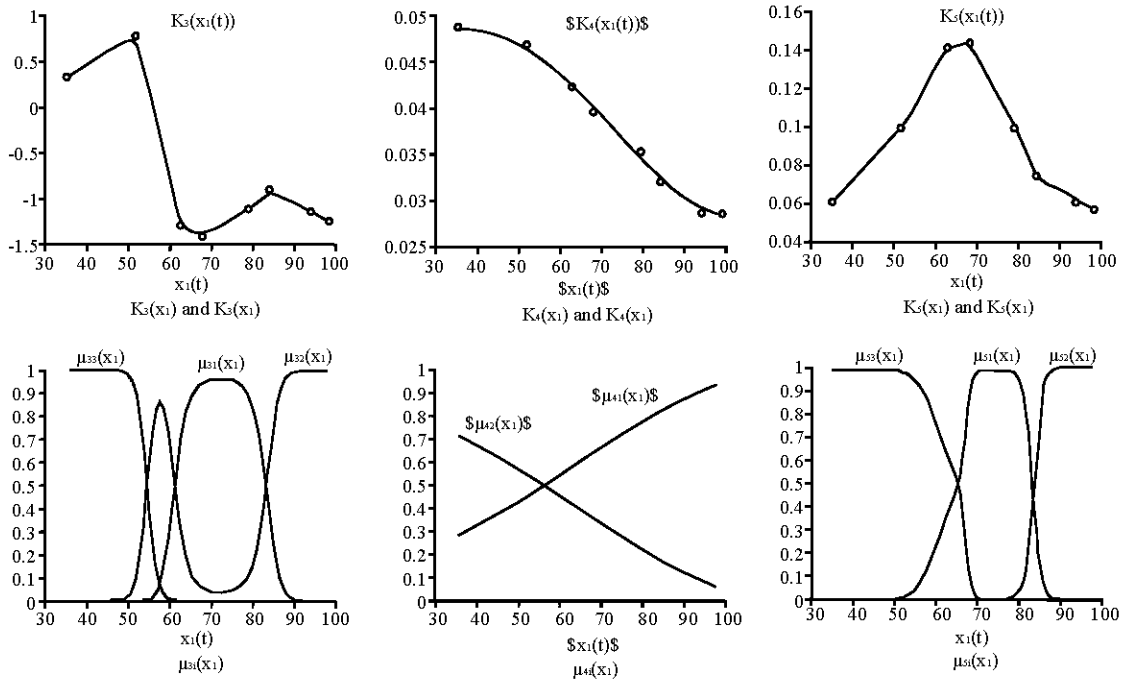 K₃(x₁(t))
1
0.5
0
-0.5
-1
-1.5
30 40 50 60 70 80 90 100
x₁(t)
K₃(x₁) and K₃(x₁)
$K₄(x₁(t))$
0.05
0.045
0.04
0.035
0.03
0.025
30 40 50 60 70 80 90 100
$x₁(t)$
K₄(x₁) and K₄(x₁)
K₅(x₁(t))
0.16
0.14
0.12
0.1
0.08
0.06
0.04
30 40 50 60 70 80 90 100
x₁(t)
K₅(x₁) and K₅(x₁)
μ₃₃(x₁) μ₃₁(x₁) μ₃₂(x₁)
1
0.9
0.8
0.7
0.6
0.5
0.4
0.3
0.2
0.1
0
30 40 50 60 70 80 90 100
x₁(t)
μ₃ᵢ(x₁)
1
0.9
0.8
0.7
0.6
0.5
0.4
0.3
0.2
0.1
0
$μ₄₂(x₁)$
$μ₄₁(x₁)$
30 40 50 60 70 80 90 100
$x₁(t)$
μ₄ᵢ(x₁)
μ₅₃(x₁) μ₅₁(x₁) μ₅₂(x₁)
1
0.9
0.8
0.7
0.6
0.5
0.4
0.3
0.2
0.1
0
30 40 50 60 70 80 90 100
x₁(t)
μ₅ᵢ(x₁)